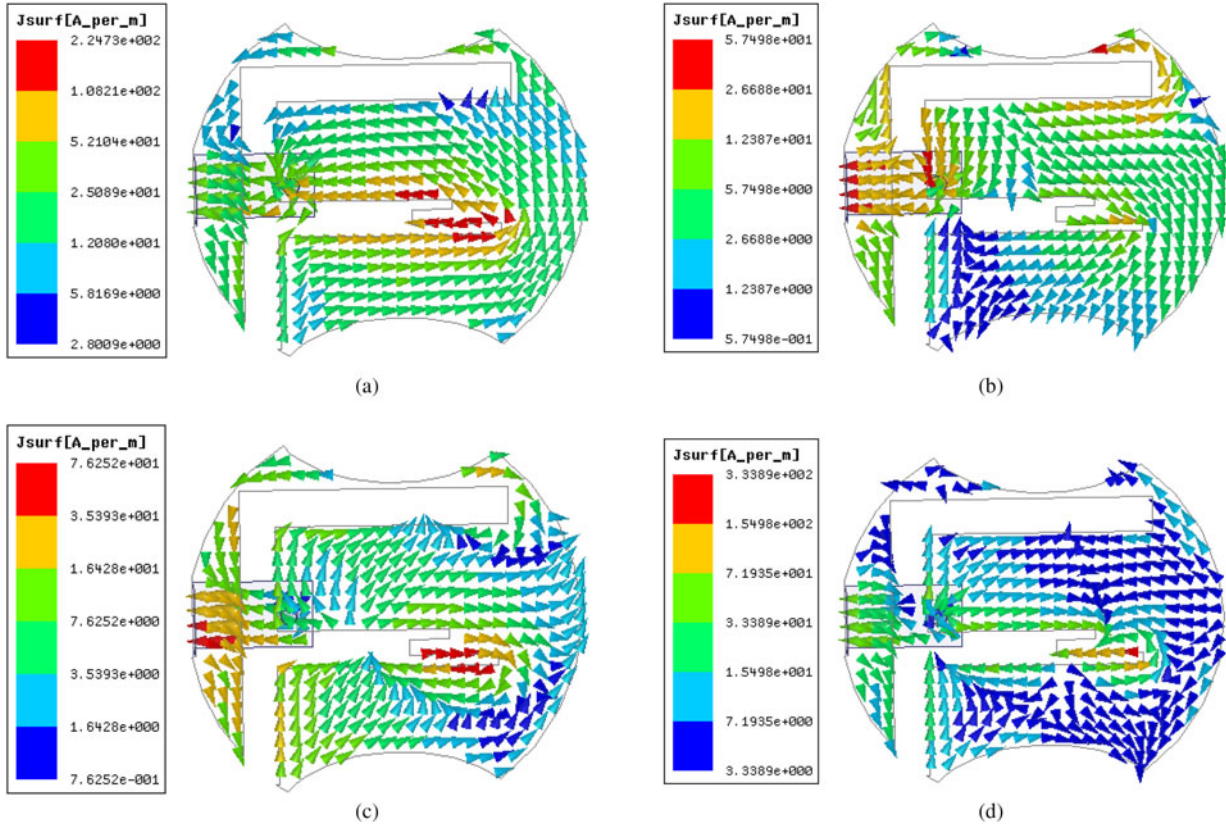 Jsurf[A_per_m]
2.2473e+002
1.0821e+002
5.2104e+001
2.5089e+001
1.2080e+001
5.8169e+000
2.8009e+000
(a)
Jsurf[A_per_m]
5.7498e+001
2.6688e+001
1.2387e+001
5.7498e+000
2.6688e+000
1.2387e+000
5.7498e-001
(b)
Jsurf[A_per_m]
7.6252e+001
3.5393e+001
1.6428e+001
7.6252e+000
3.5393e+000
1.6428e+000
7.6252e-001
(c)
Jsurf[A_per_m]
3.3389e+002
1.5498e+002
7.1935e+001
3.3389e+001
1.5498e+001
7.1935e+000
3.3389e+000
(d)